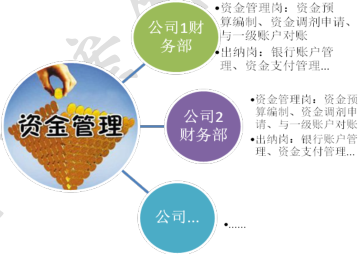 资金管理
公司1财
务部
•资金管理岗：资金预
算编制、资金调剂申请、
与一级账户对账
•出纳岗：银行账户管
理、资金支付管理...
公司2
财务部
•资金管理岗：资金预
算编制、资金调剂申
请、与一级账户对账
•出纳岗：银行账户管
理、资金支付管理...
公司...
•......